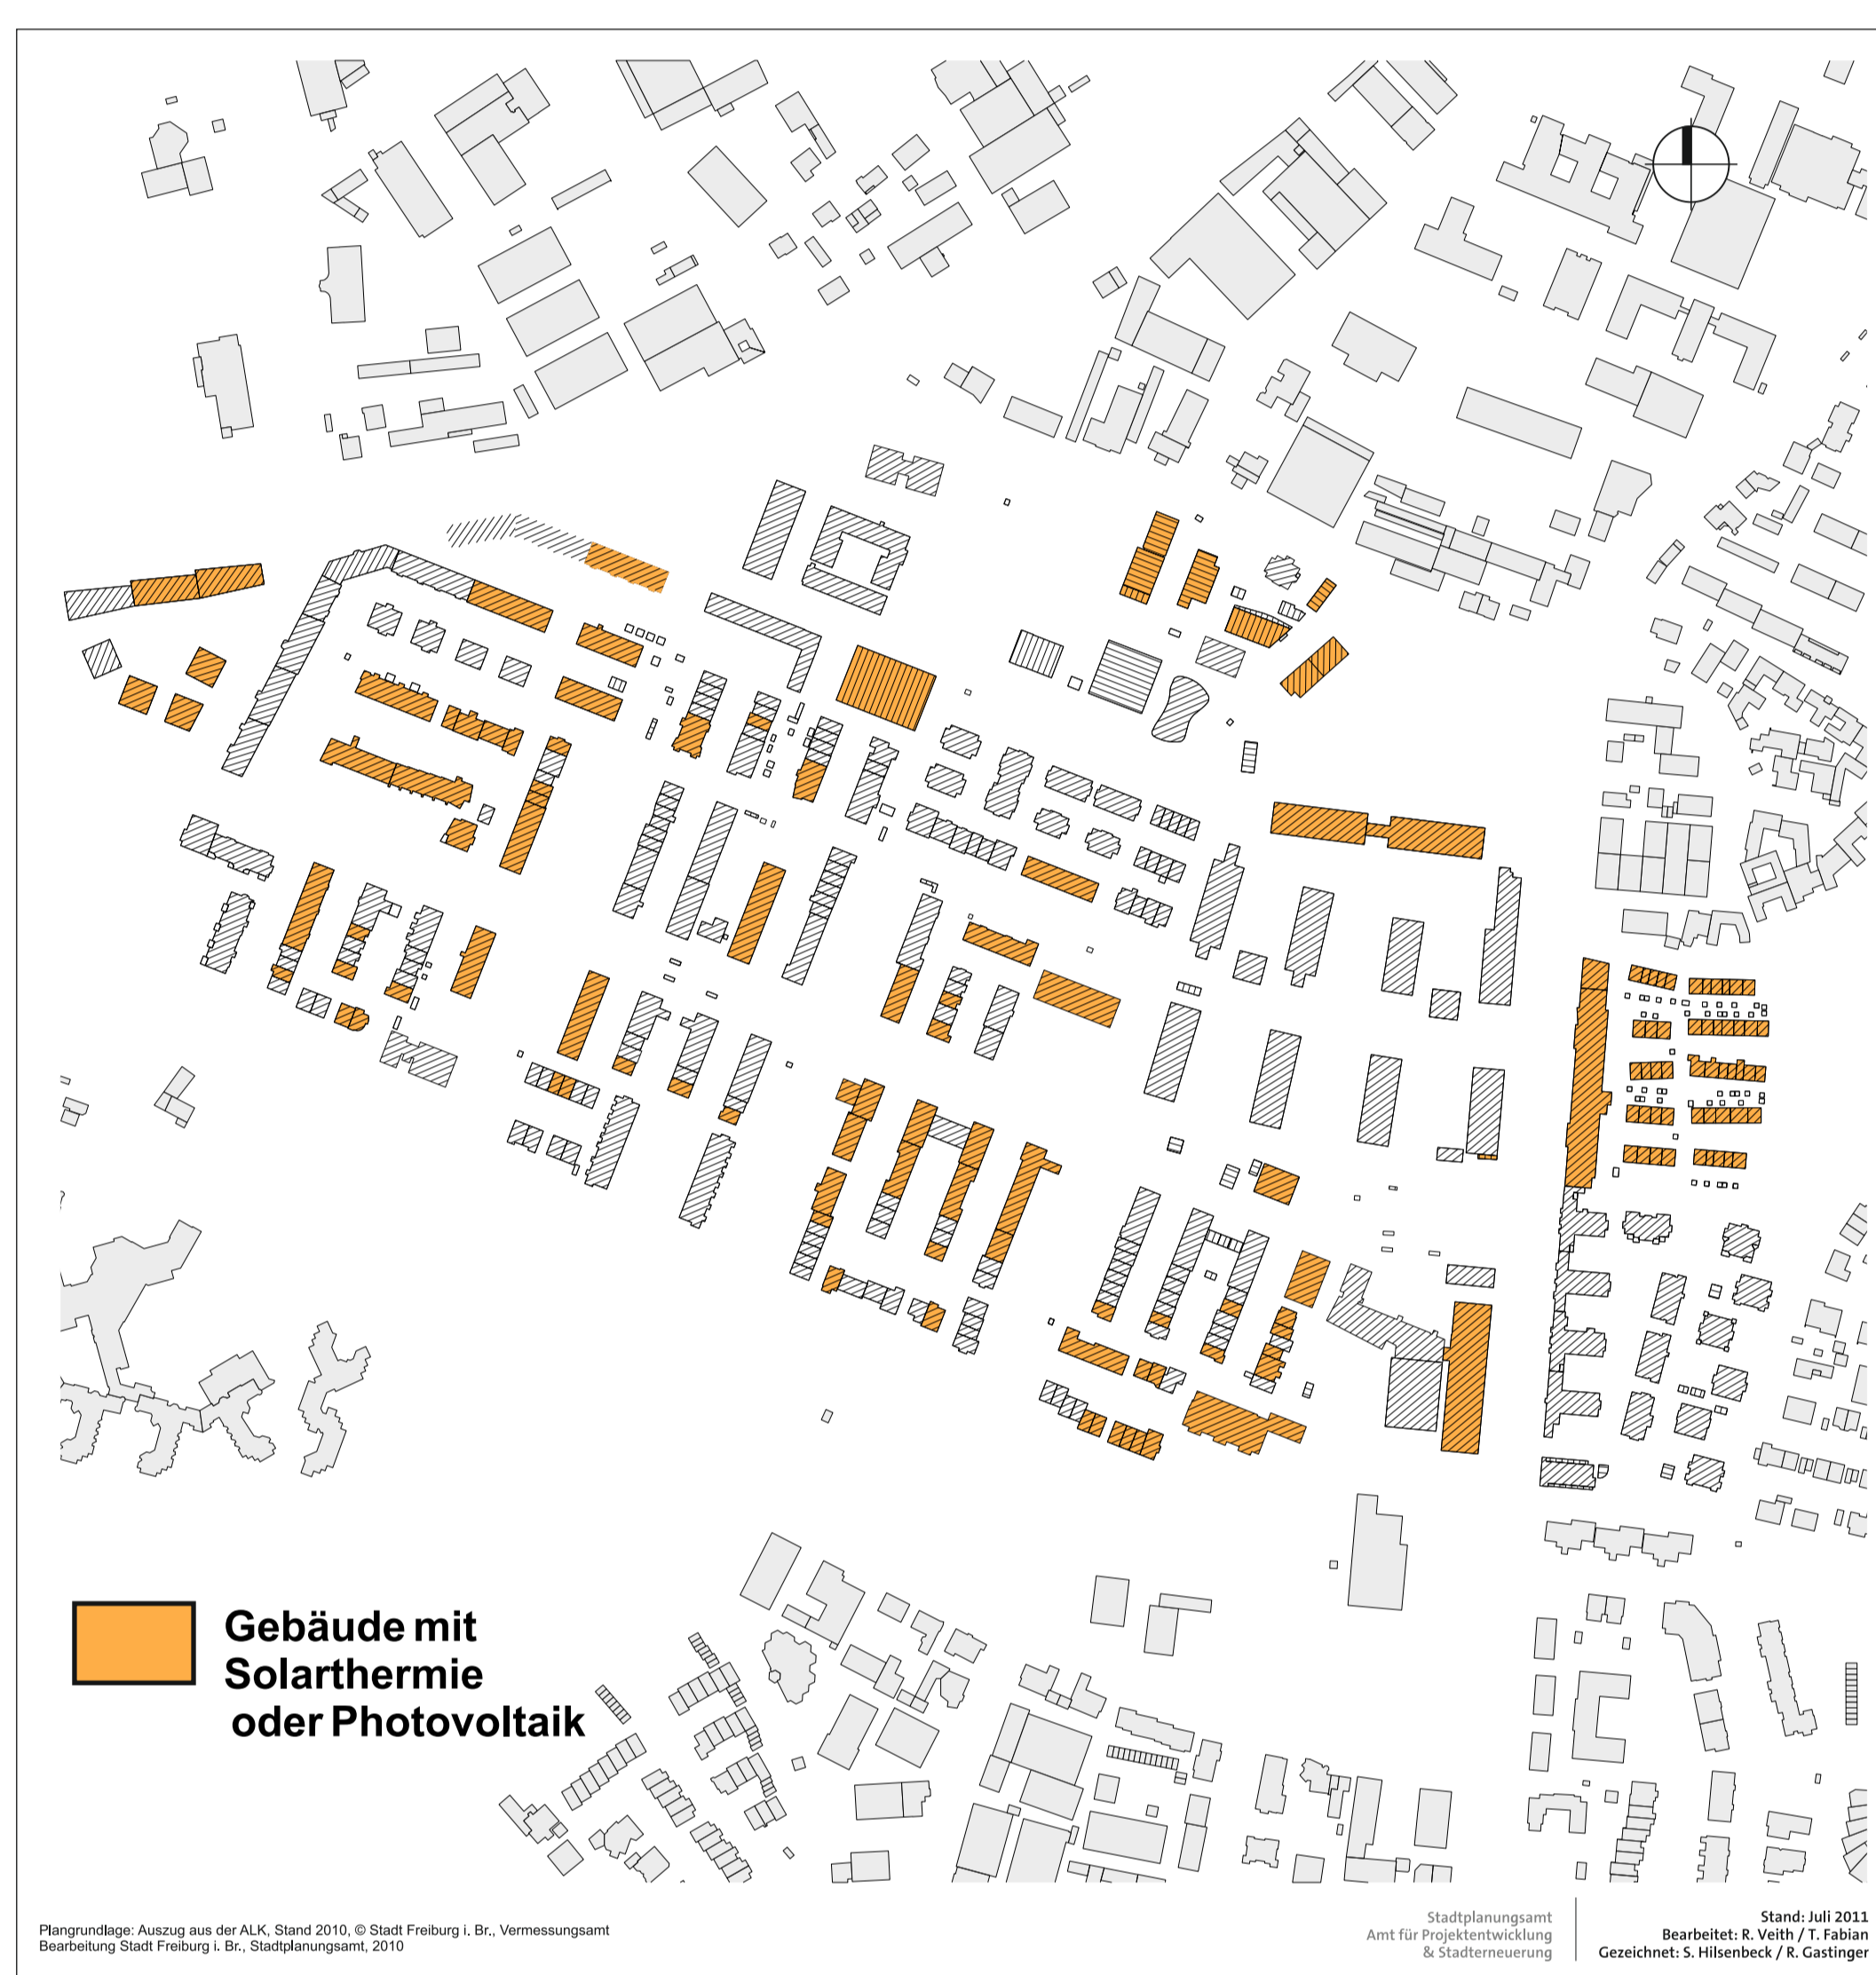 Gebäude mit
Solarthermie
oder Photovoltaik
Plangrundlage: Auszug aus der ALK, Stand 2010, © Stadt Freiburg i. Br., Vermessungsamt
Bearbeitung Stadt Freiburg i. Br., Stadtplanungsamt, 2010
Stadtplanungsamt
Amt für Projektentwicklung
& Stadterneuerung
Stand: Juli 2011
Bearbeitet: R. Veith / T. Fabian
Gezeichnet: S. Hilsenbeck / R. Gastinger